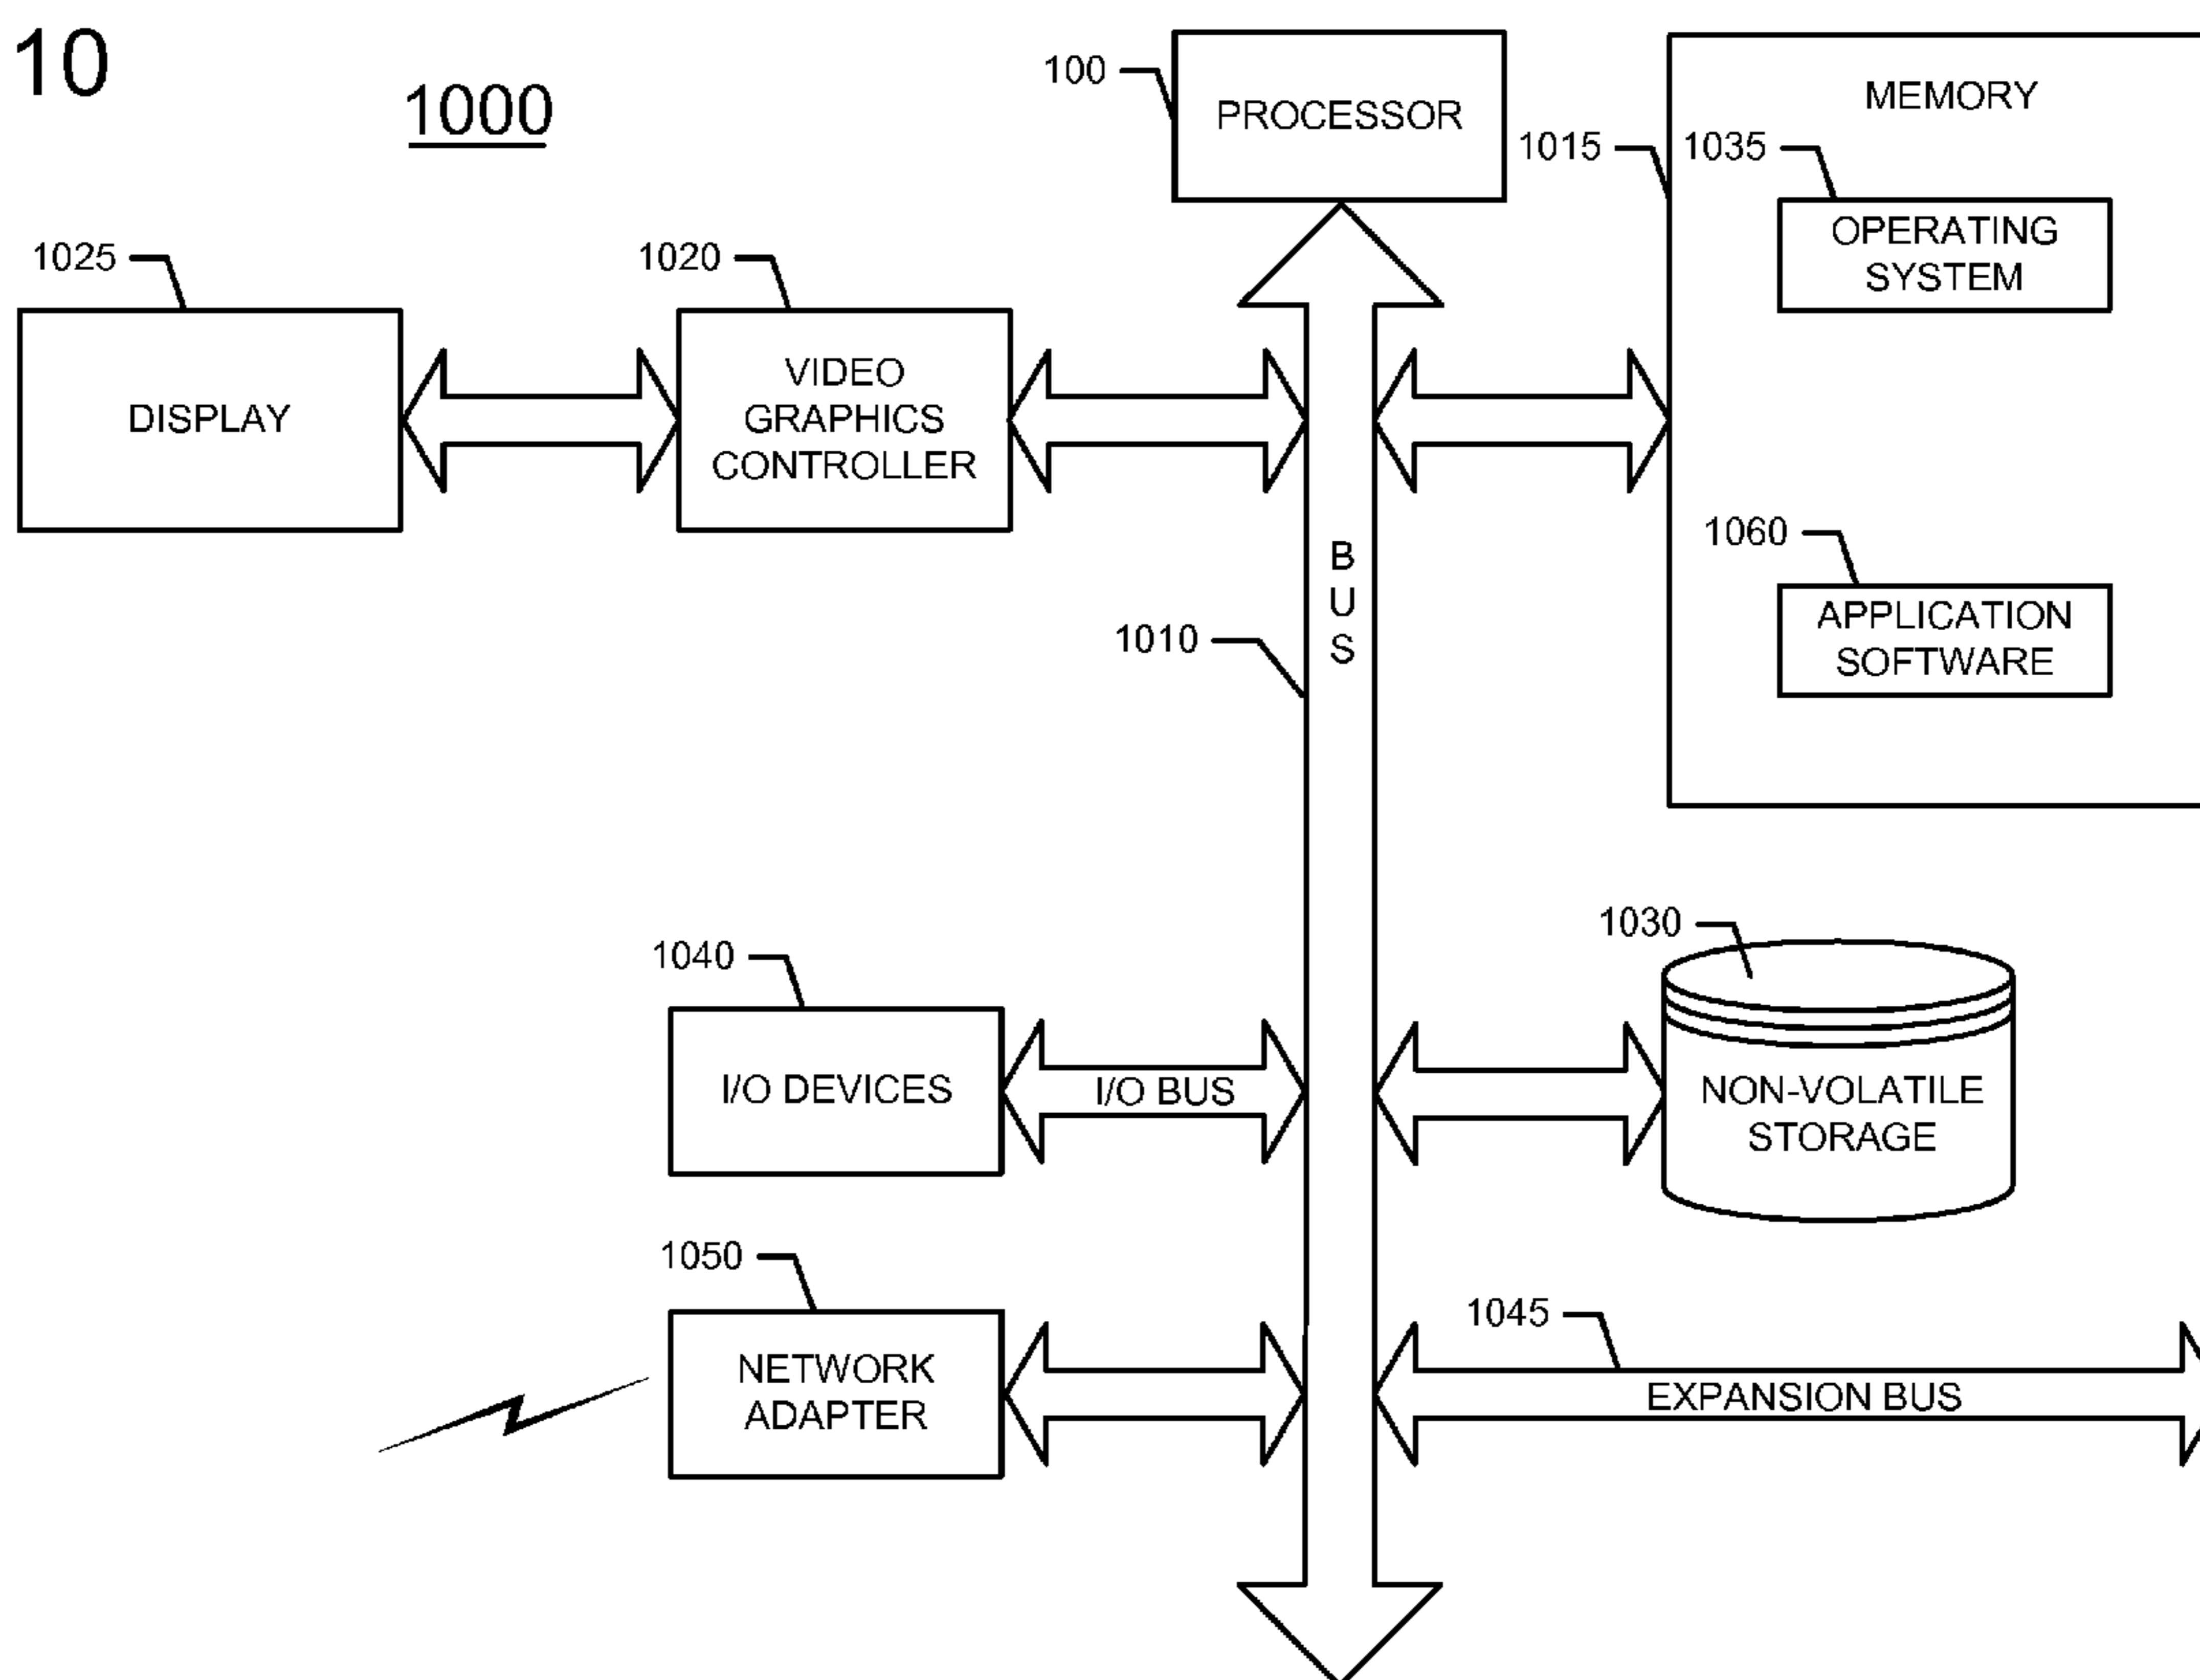 10
1000
100
PROCESSOR
MEMORY
1015
1035
OPERATING
SYSTEM
1025
DISPLAY
1020
VIDEO
GRAPHICS
CONTROLLER
B
U
S
1010
1060
APPLICATION
SOFTWARE
1040
I/O DEVICES
I/O BUS
1030
NON-VOLATILE
STORAGE
1050
NETWORK
ADAPTER
1045
EXPANSION BUS